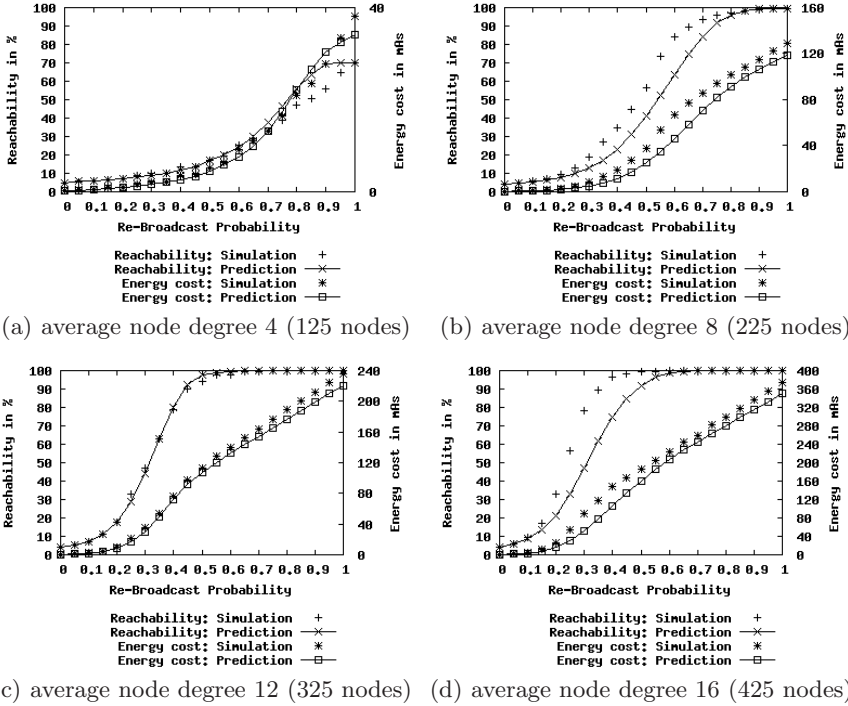 100
90
80
70
60
50
40
30
20
10
0
Reachability in %
40
0
Energy cost in mAs
0 0.1 0.2 0.3 0.4 0.5 0.6 0.7 0.8 0.9 1
Re-Broadcast Probability
Reachability: Simulation
Reachability: Prediction
Energy cost: Simulation
Energy cost: Prediction
(a) average node degree 4 (125 nodes)
100
90
80
70
60
50
40
30
20
10
0
Reachability in %
160
120
80
40
0
Energy cost in mAs
0 0.1 0.2 0.3 0.4 0.5 0.6 0.7 0.8 0.9 1
Re-Broadcast Probability
Reachability: Simulation
Reachability: Prediction
Energy cost: Simulation
Energy cost: Prediction
(b) average node degree 8 (225 nodes)
100
90
80
70
60
50
40
30
20
10
0
Reachability in %
240
200
160
120
80
40
0
Energy cost in mAs
0 0.1 0.2 0.3 0.4 0.5 0.6 0.7 0.8 0.9 1
Re-Broadcast Probability
Reachability: Simulation
Reachability: Prediction
Energy cost: Simulation
Energy cost: Prediction
c) average node degree 12 (325 nodes)
100
90
80
70
60
50
40
30
20
10
0
Reachability in %
400
360
320
280
240
200
160
120
80
40
0
Energy cost in mAs
0 0.1 0.2 0.3 0.4 0.5 0.6 0.7 0.8 0.9 1
Re-Broadcast Probability
Reachability: Simulation
Reachability: Prediction
Energy cost: Simulation
Energy cost: Prediction
(d) average node degree 16 (425 nodes)